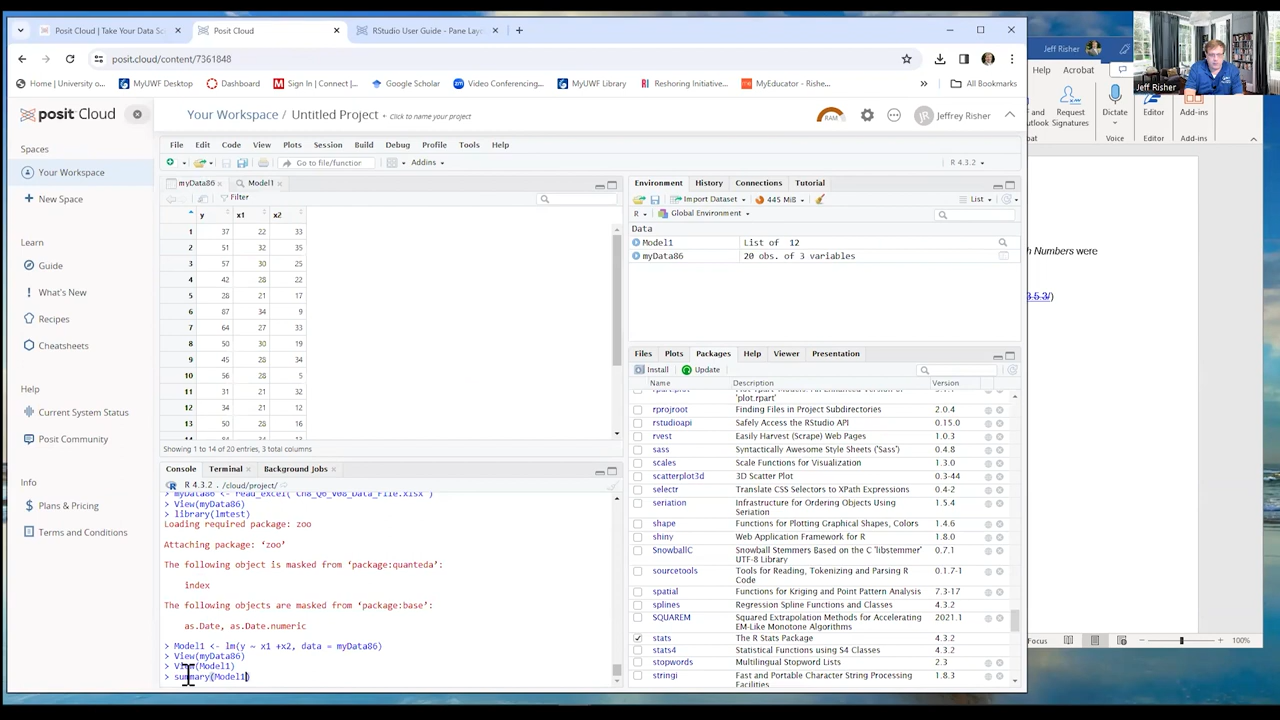 Posit Cloud | Take Your Data Sc
Posit Cloud
RStudio User Guide - Pane Layo
posit.cloud/content/7361848
Home | University o...
MyUWF Desktop
Dashboard
Sign In | Connect |...
Google Scholar
Video Conferencing...
MyUWF Library
Reshoring Initiative...
MyEducator - Rishe...
All Bookmarks
posit Cloud
Spaces
Your Workspace
New Space
Learn
Guide
What's New
Recipes
Cheatsheets
Help
Current System Status
Posit Community
Info
Plans & Pricing
Terms and Conditions
Your Workspace / Untitled Project
Click to name your project
RAM
JR Jeffrey Risher
File Edit Code View Plots Session Build Debug Profile Tools Help
Go to file/function
Addins
R 4.3.2
myData86
Model1
Filter
y x1 x2
1 37 22 33
2 51 32 35
3 57 30 25
4 42 28 22
5 28 21 17
6 87 34 9
7 64 27 33
8 50 30 19
9 45 28 34
10 56 28 5
11 31 21 32
12 34 21 12
13 50 28 16
Showing 1 to 14 of 20 entries, 3 total columns
Console Terminal Background Jobs
R 4.3.2 · /cloud/project/
> myData86 <- read_excel("Ch8_Q6_V08_Data_File.xlsx")
> View(myData86)
> library(lmtest)
Loading required package: zoo
Attaching package: ‘zoo’
The following object is masked from ‘package:quanteda’:
index
The following objects are masked from ‘package:base’:
as.Date, as.Date.numeric
> Model1 <- lm(y ~ x1 +x2, data = myData86)
> View(myData86)
> View(Model1)
> summary(Model1)
Environment History Connections Tutorial
Import Dataset
445 MiB
List
R
Global Environment
Data
Model1 List of 12
myData86 20 obs. of 3 variables
Files Plots Packages Help Viewer Presentation
Install Update
Name Description Version
'plot.rpart'
rprojroot Finding Files in Project Subdirectories 2.0.4
rstudioapi Safely Access the RStudio API 0.15.0
rvest Easily Harvest (Scrape) Web Pages 1.0.3
sass Syntactically Awesome Style Sheets ('Sass') 0.4.8
scales Scale Functions for Visualization 1.3.0
scatterplot3d 3D Scatter Plot 0.3-44
selectr Translate CSS Selectors to XPath Expressions 0.4-2
seriation Infrastructure for Ordering Objects Using Seriation 1.5.4
shape Functions for Plotting Graphical Shapes, Colors 1.4.6
shiny Web Application Framework for R 1.8.0
SnowballC Snowball Stemmers Based on the C 'libstemmer' UTF-8 Library 0.7.1
sourcetools Tools for Reading, Tokenizing and Parsing R Code 0.1.7-1
spatial Functions for Kriging and Point Pattern Analysis 7.3-17
splines Regression Spline Functions and Classes 4.3.2
SQUAREM Squared Extrapolation Methods for Accelerating EM-Like Monotone Algorithms 2021.1
stats The R Stats Package 4.3.2
stats4 Statistical Functions using S4 Classes 4.3.2
stopwords Multilingual Stopword Lists 2.3
stringi Fast and Portable Character String Processing Facilities 1.8.3
Jeff Risher
Jeff Risher
Help Acrobat
Request Signatures
Dictate
Editor
Add-ins
Voice
Editor
Add-ins
h Numbers were
3-5-3/)
Focus
100%